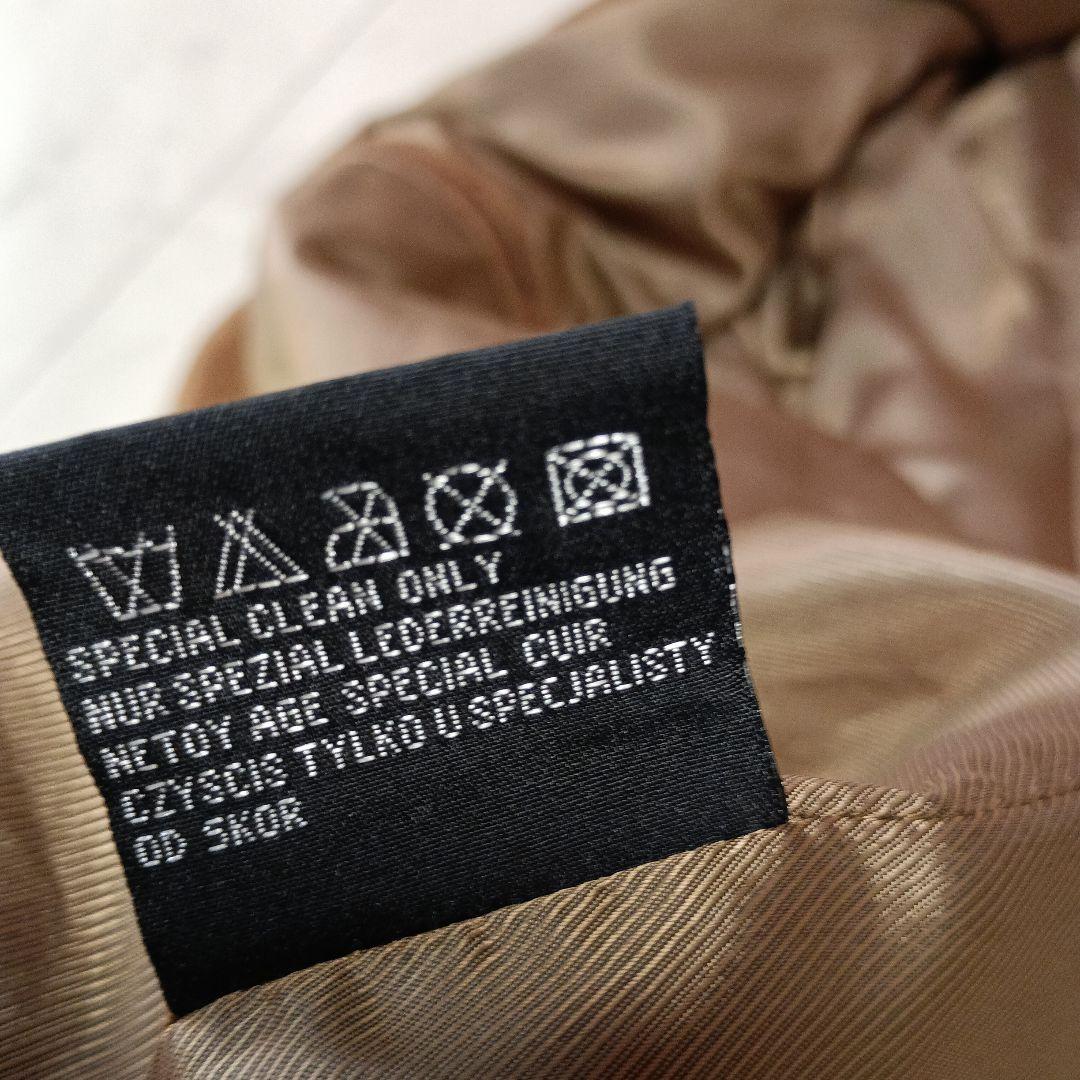 SPECIAL CLEAN ONLY
NUR SPEZIAL LEDERREINIGUNG
NETOY AGE SPECIAL CUIR
CZYSCIS TYLKO U SPECJALISTY
OD SKOR